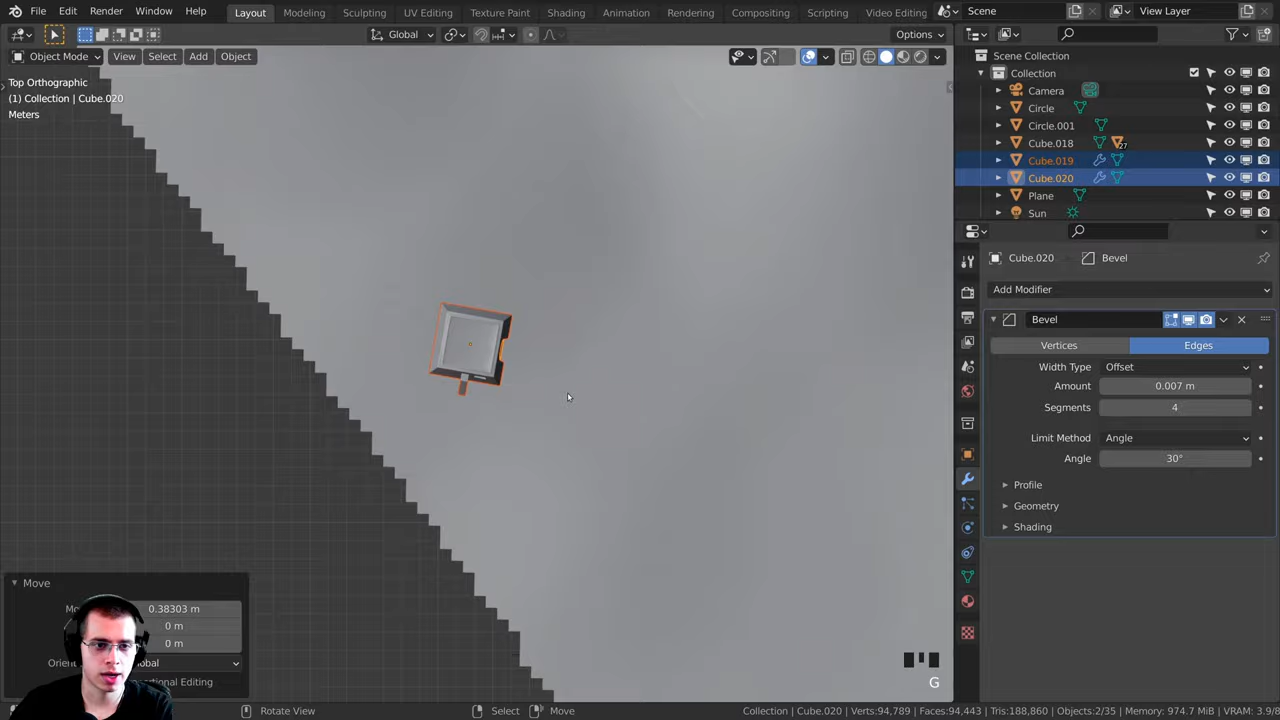 File Edit Render Window Help Layout Modeling Sculpting UV Editing Texture Paint Shading Animation Rendering Compositing Scripting Video Editing Scene View Layer
Global Options
Object Mode View Select Add Object
Top Orthographic
(1) Collection | Cube.020
Meters
Scene Collection
Collection
Camera
Circle
Circle.001
Cube.018 27
Cube.019
Cube.020
Plane
Sun
Cube.020 Bevel
Add Modifier
Bevel
Vertices Edges
Width Type Offset
Amount 0.007 m
Segments 4
Limit Method Angle
Angle 30°
Profile
Geometry
Shading
Move
0.38303 m
0 m
0 m
G
Rotate View Select Move Collection | Cube.020 | Verts:94,789 | Faces:94,443 | Tris:188,860 | Objects:2/35 | Memory: 974.7 MiB | VRAM: 3.9/8